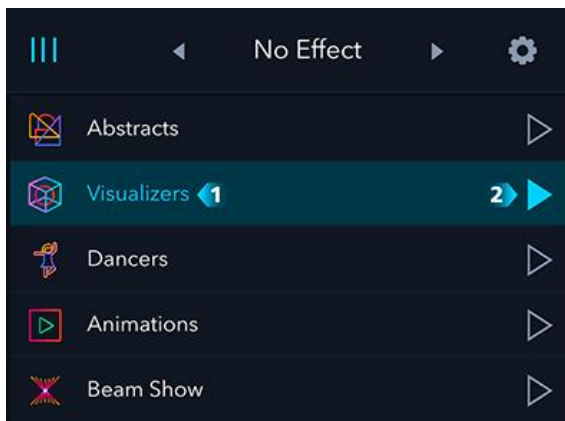 No Effect
Abstracts
Visualizers 1 2
Dancers
Animations
Beam Show